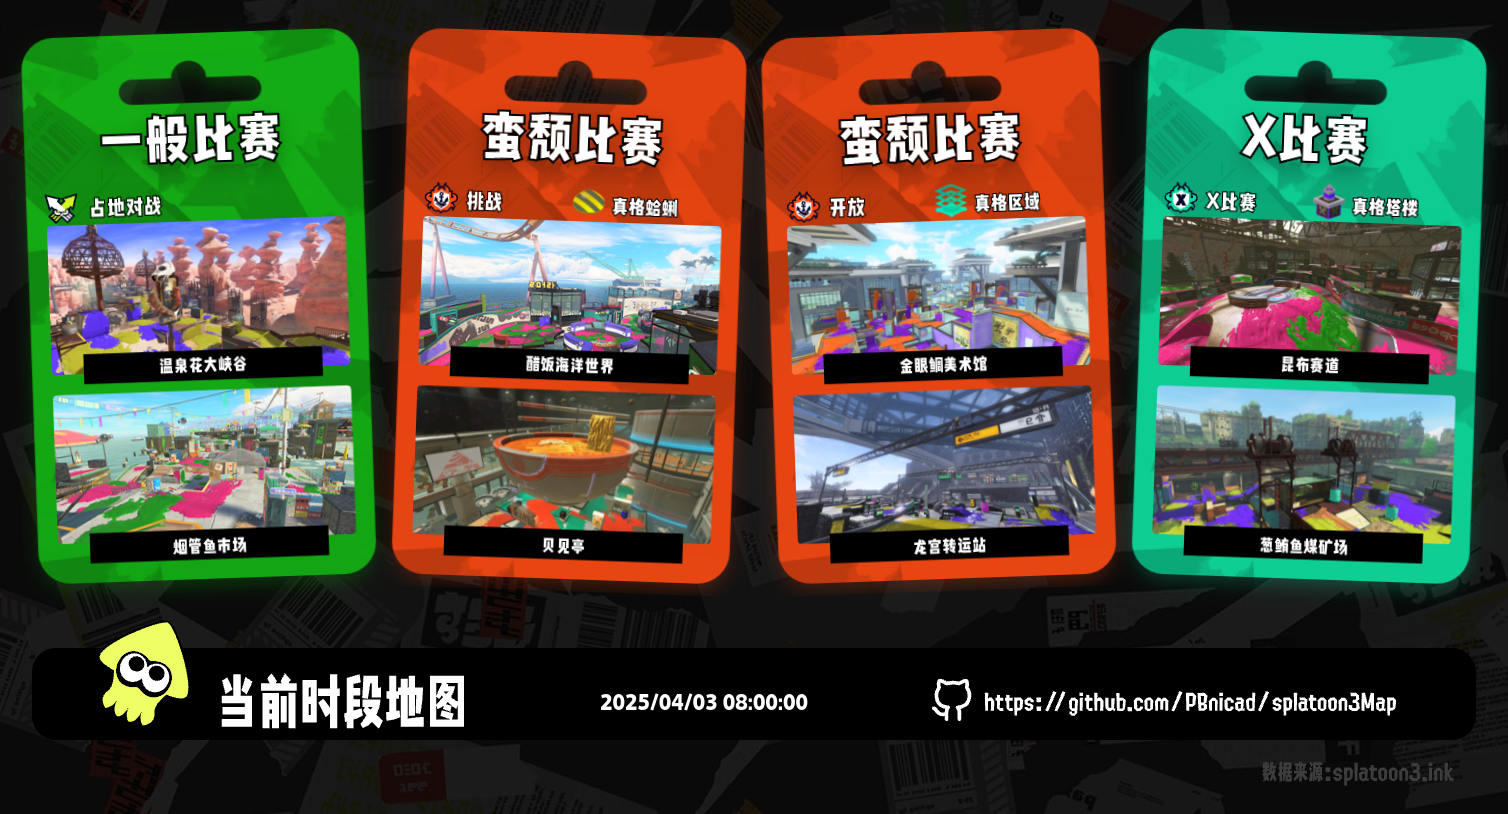 一般比赛
占地对战
温泉花大峡谷
烟管鱼市场
蛮颓比赛
挑战
真格蛤蜊
醋饭海洋世界
贝见亭
蛮颓比赛
开放
真格区域
金眼鲷美术馆
龙宫转运站
X比赛
X比赛
真格塔楼
昆布赛道
葱鲔鱼煤矿场
当前时段地图
2025/04/03 08:00:00
https://github.com/PBnicad/splatoon3Map
数据来源:splatoon3.ink